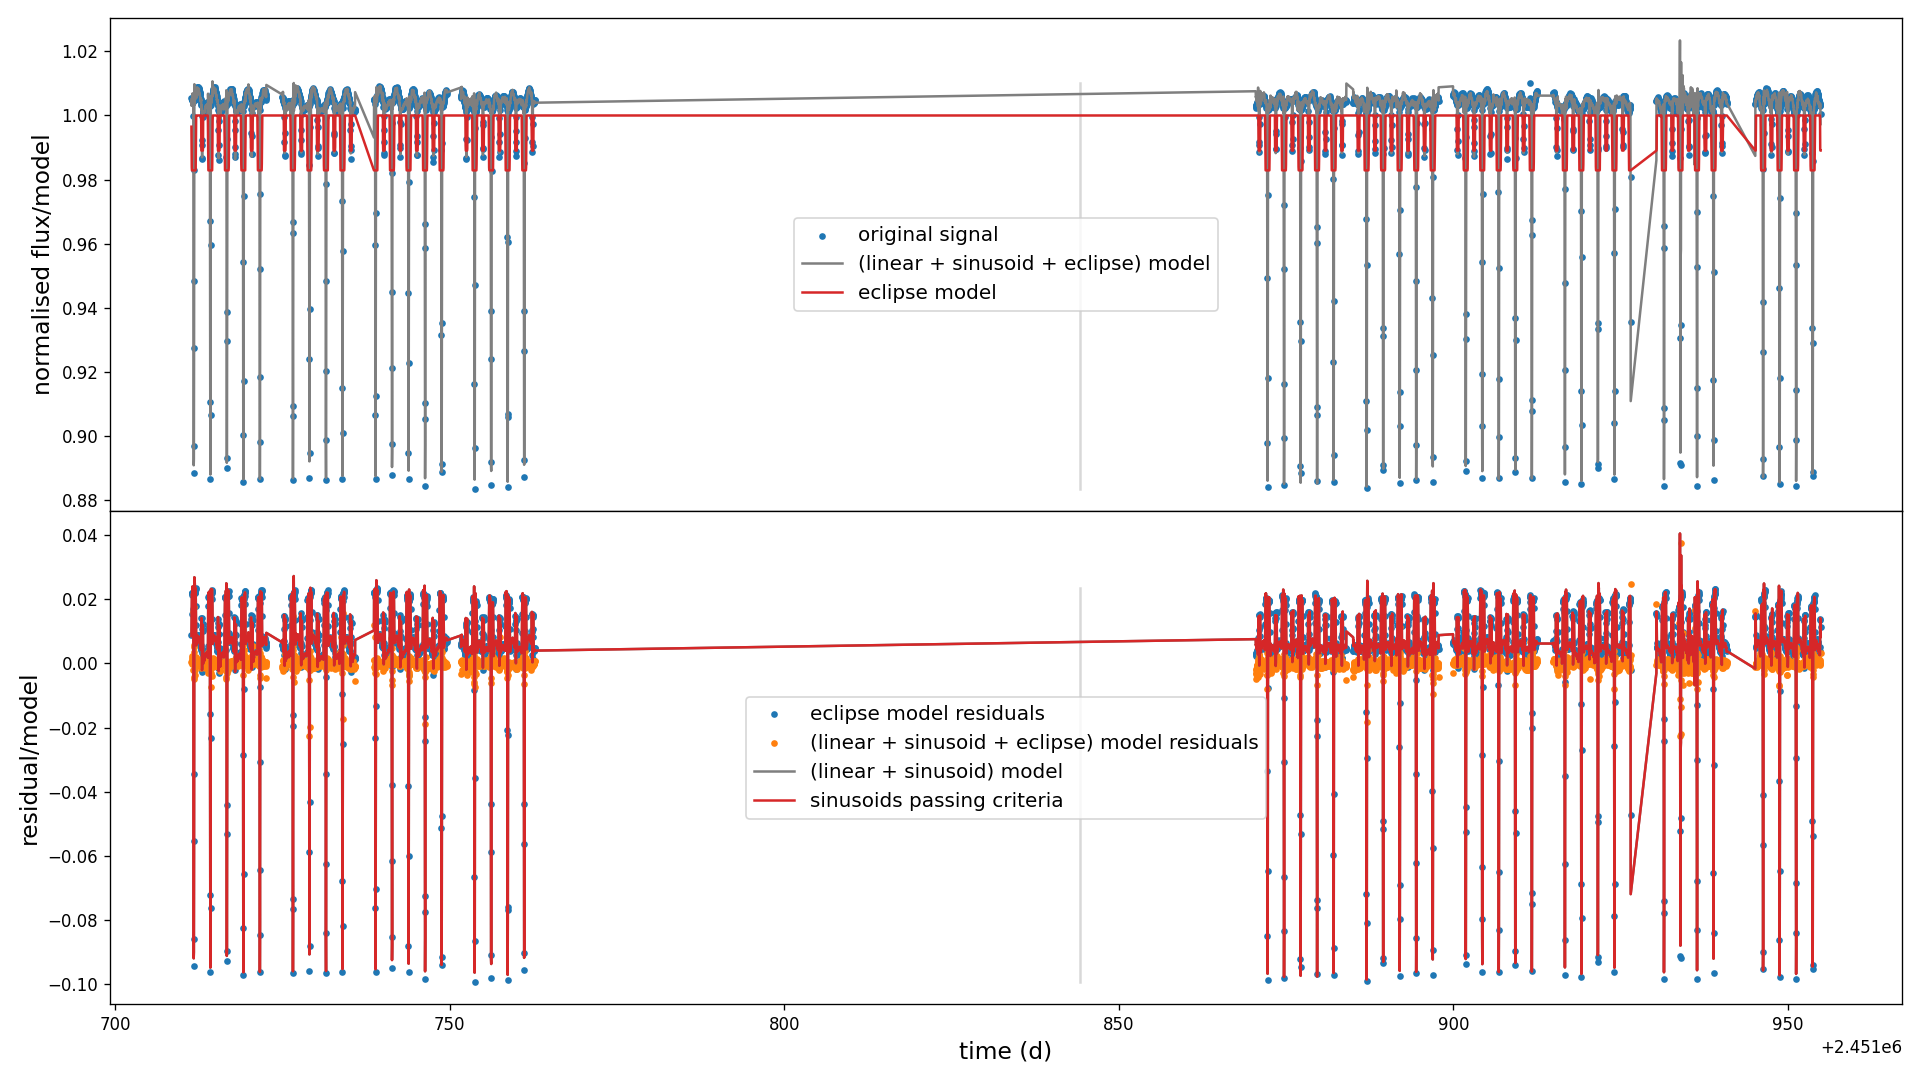 normalised flux/model
1.02
1.00
0.98
0.96
0.94
0.92
0.90
0.88
original signal
(linear + sinusoid + eclipse) model
eclipse model
residual/model
0.04
0.02
0.00
−0.02
−0.04
−0.06
−0.08
−0.10
eclipse model residuals
(linear + sinusoid + eclipse) model residuals
(linear + sinusoid) model
sinusoids passing criteria
700 750 800 850 900 950
time (d)
+2.451e6